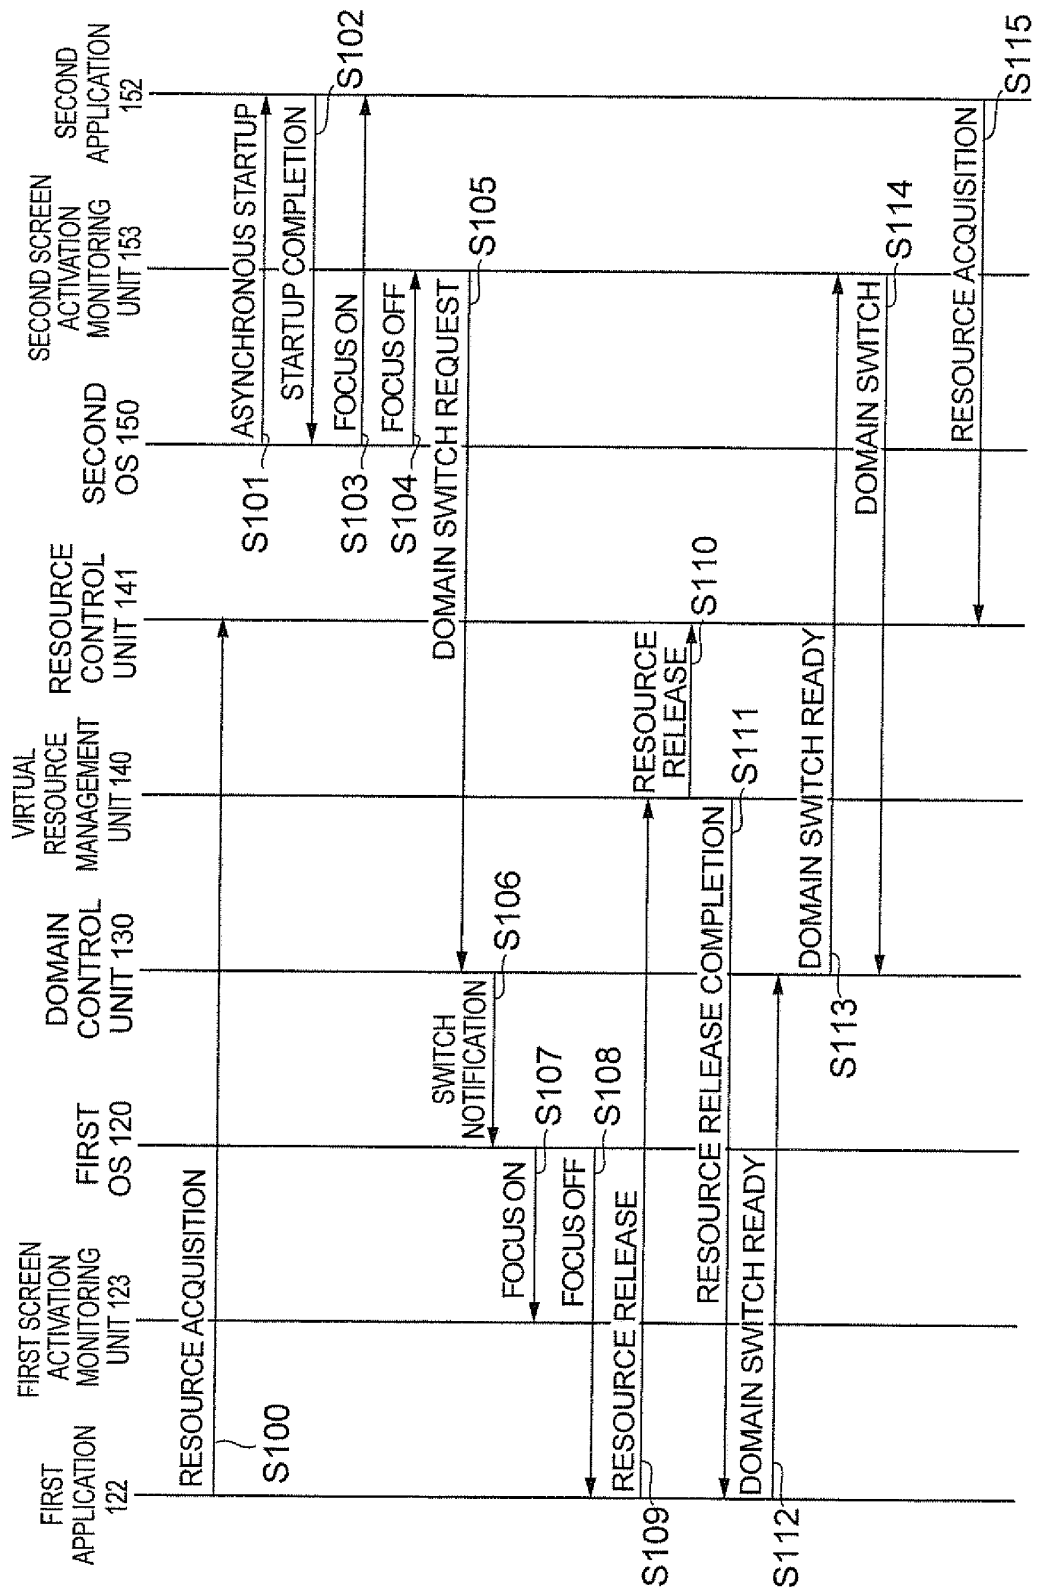 FIRST
APPLICATION
122
FIRST SCREEN
ACTIVATION
MONITORING
UNIT 123
FIRST
OS 120
DOMAIN
CONTROL
UNIT 130
VIRTUAL
RESOURCE
MANAGEMENT
UNIT 140
RESOURCE
CONTROL
UNIT 141
SECOND
OS 150
SECOND SCREEN
ACTIVATION
MONITORING
UNIT 153
SECOND
APPLICATION
152
RESOURCE ACQUISITION
S100
ASYNCHRONOUS STARTUP
S101
STARTUP COMPLETION
S102
FOCUS ON
S103
FOCUS OFF
S104
DOMAIN SWITCH REQUEST
S105
SWITCH
NOTIFICATION
S106
FOCUS ON
S107
FOCUS OFF
S108
RESOURCE RELEASE
S109
RESOURCE
RELEASE
S110
RESOURCE RELEASE COMPLETION
S111
DOMAIN SWITCH READY
S112
DOMAIN SWITCH READY
S113
DOMAIN SWITCH
S114
RESOURCE ACQUISITION
S115